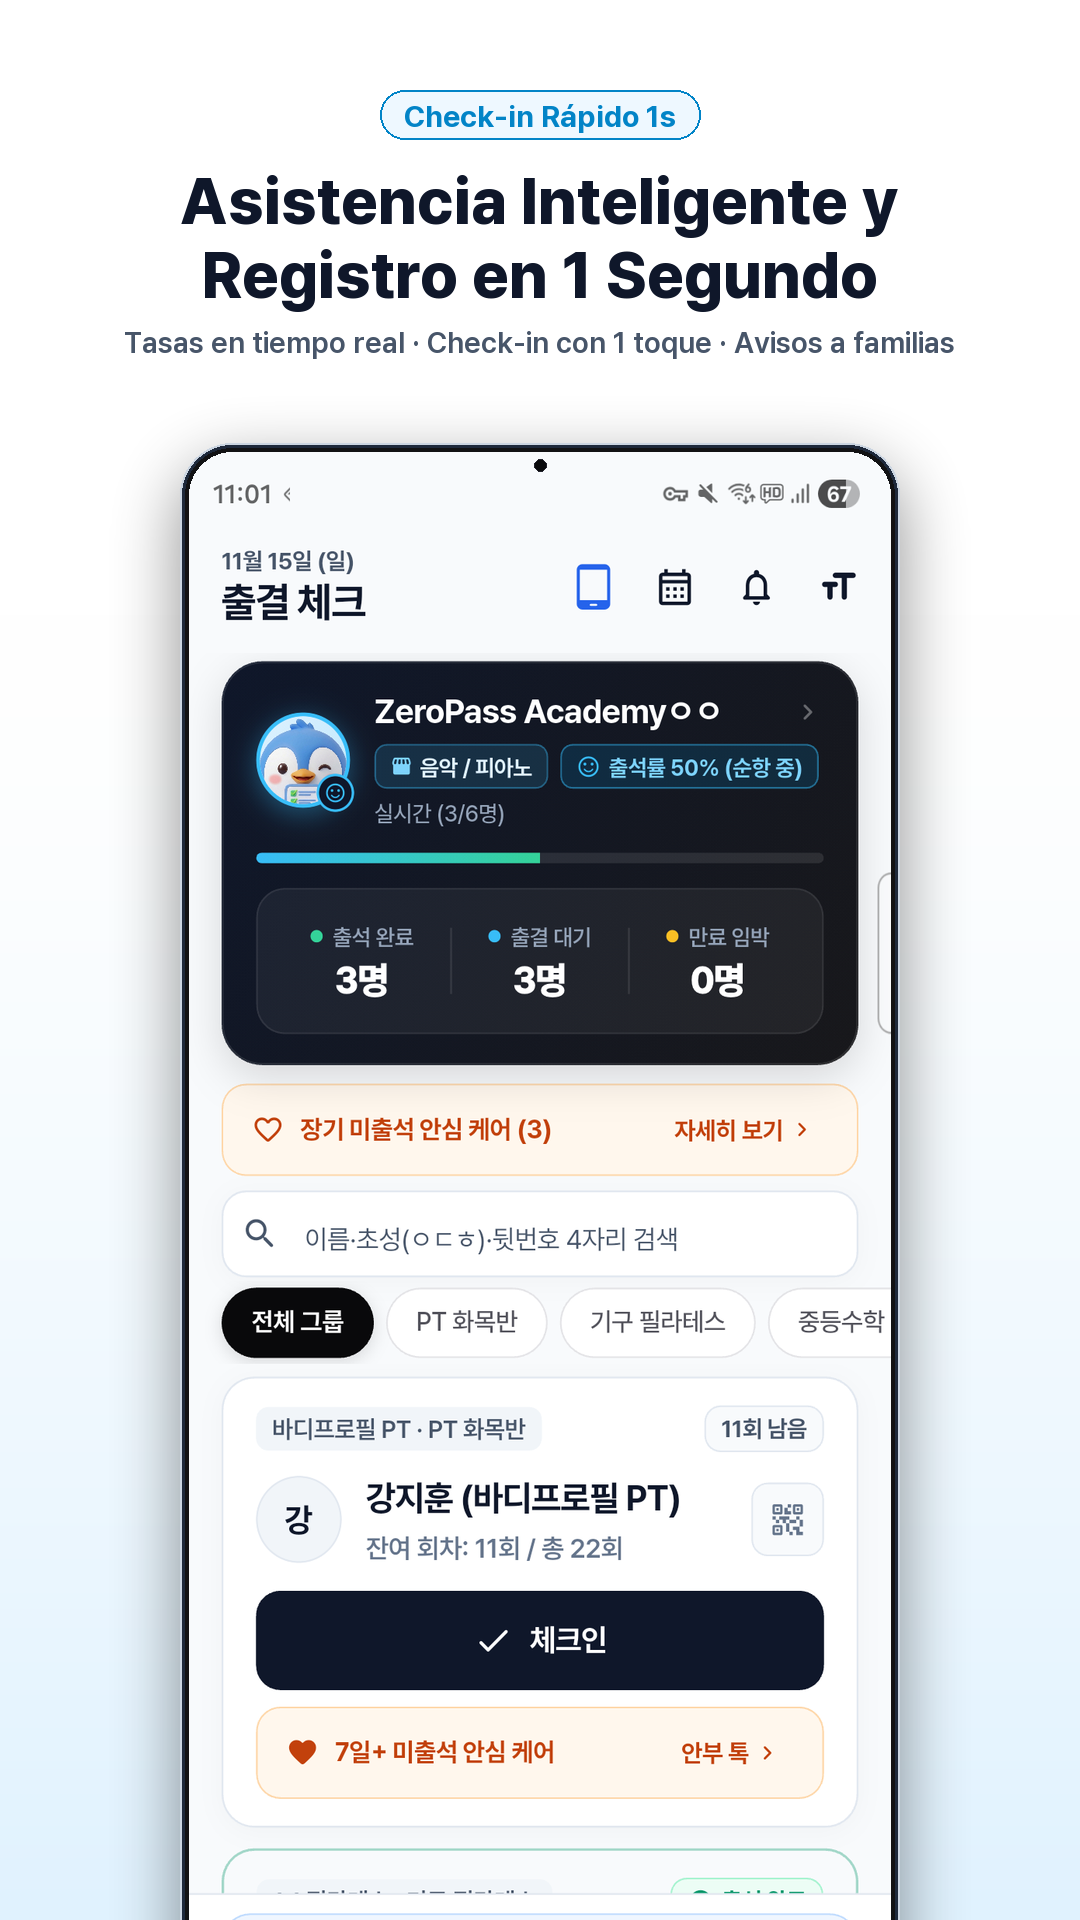 Check-in Rápido 1s
Asistencia Inteligente y
Registro en 1 Segundo
Tasas en tiempo real · Check-in con 1 toque · Avisos a familias
11:01
HD
67
11월 15일 (일)
출결 체크
ZeroPass Academyㅇㅇ
음악 / 피아노
출석률 50% (순항 중)
실시간 (3/6명)
출석 완료
출결 대기
만료 임박
3명
3명
0명
장기 미출석 안심 케어 (3)
자세히 보기
이름·초성(ㅇㄷㅎ)·뒷번호 4자리 검색
전체 그룹
PT 화목반
기구 필라테스
중등수학
바디프로필 PT · PT 화목반
11회 남음
강
강지훈 (바디프로필 PT)
잔여 회차: 11회 / 총 22회
체크인
7일+ 미출석 안심 케어
안부 톡